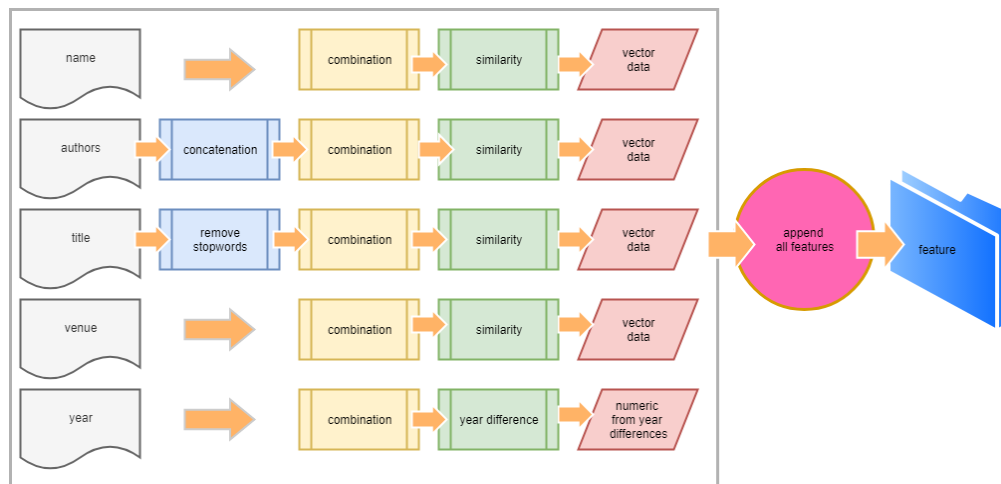 name
combination
similarity
vector
data
authors
concatenation
combination
similarity
vector
data
title
remove
stopwords
combination
similarity
vector
data
venue
combination
similarity
vector
data
year
combination
year difference
numeric
from year
differences
append
all features
feature